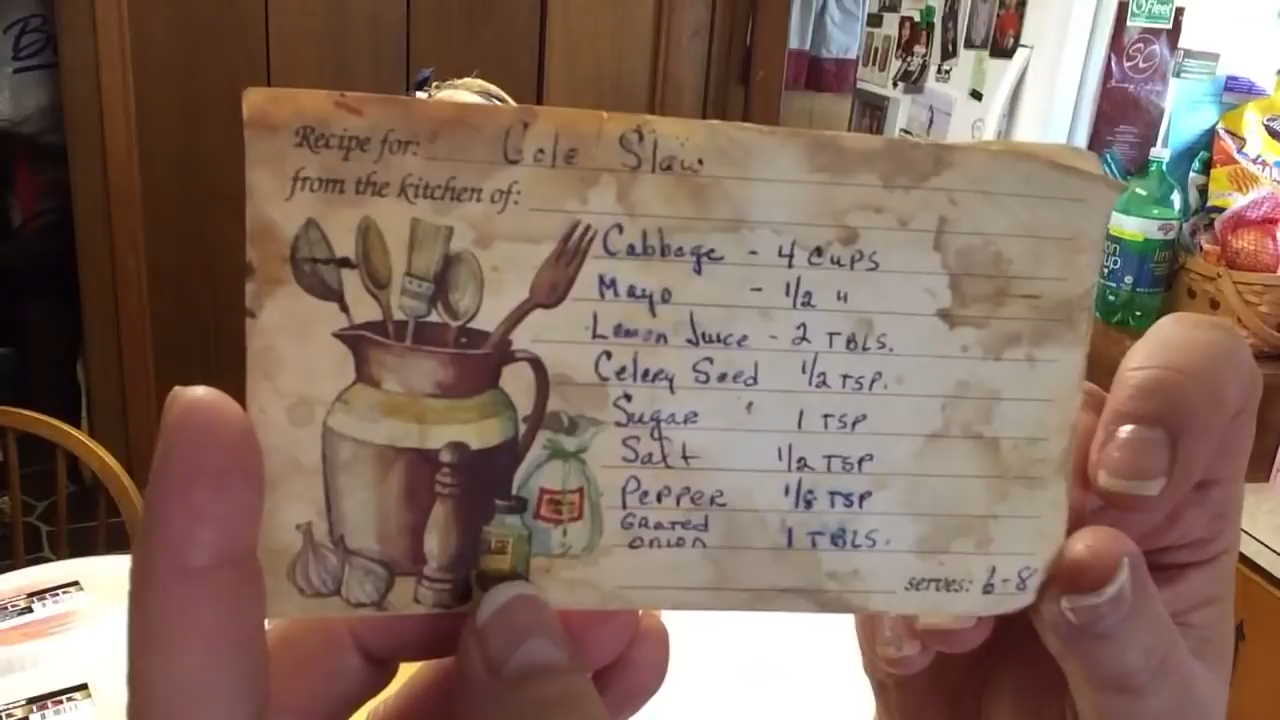 Recipe for: Cole Slaw
from the kitchen of:
Cabbage - 4 cups
Mayo - 1/2 "
Lemon Juice - 2 TBLS.
Celery Seed 1/2 TSP.
Sugar 1 TSP
Salt 1/2 TSP
Pepper 1/8 TSP
Grated
onion 1 TBLS.
serves: 6-8
Fleet
SC